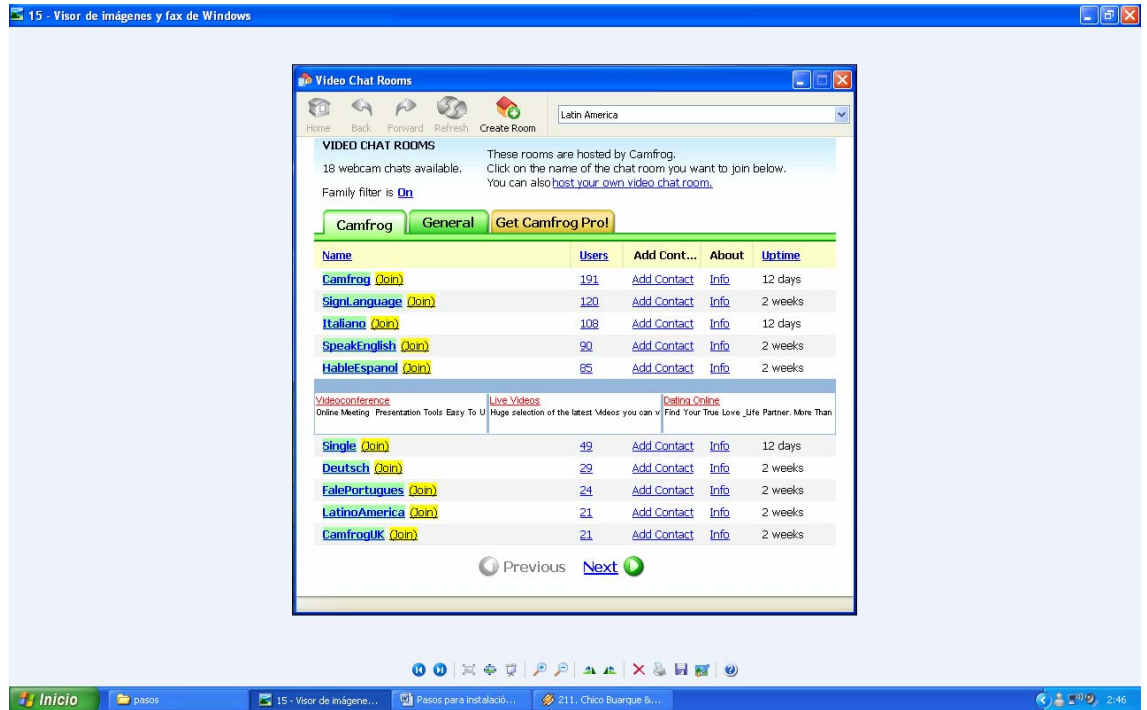 15 - Visor de imágenes y fax de Windows
Video Chat Rooms
Home Back Forward Refresh Create Room Latin America
VIDEO CHAT ROOMS
These rooms are hosted by Camfrog.
18 webcam chats available. Click on the name of the chat room you want to join below.
You can also host your own video chat room.
Family filter is On
Camfrog General Get Camfrog Pro!
Name Users Add Cont... About Uptime
Camfrog (Join) 191 Add Contact Info 12 days
SignLanguage (Join) 120 Add Contact Info 2 weeks
Italiano (Join) 108 Add Contact Info 12 days
SpeakEnglish (Join) 90 Add Contact Info 2 weeks
HableEspanol (Join) 85 Add Contact Info 2 weeks
Videoconference Live Videos Dating Online
Online Meeting Presentation Tools Easy To U Huge selection of the latest Videos you can v Find Your True Love _Life Partner. More Than
Single (Join) 49 Add Contact Info 12 days
Deutsch (Join) 29 Add Contact Info 2 weeks
FalePortugues (Join) 24 Add Contact Info 2 weeks
LatinoAmerica (Join) 21 Add Contact Info 2 weeks
CamfrogUK (Join) 21 Add Contact Info 2 weeks
Previous Next
Inicio pasos 15 - Visor de imágene... Pasos para instalació... 211. Chico Buarque &... 2:46